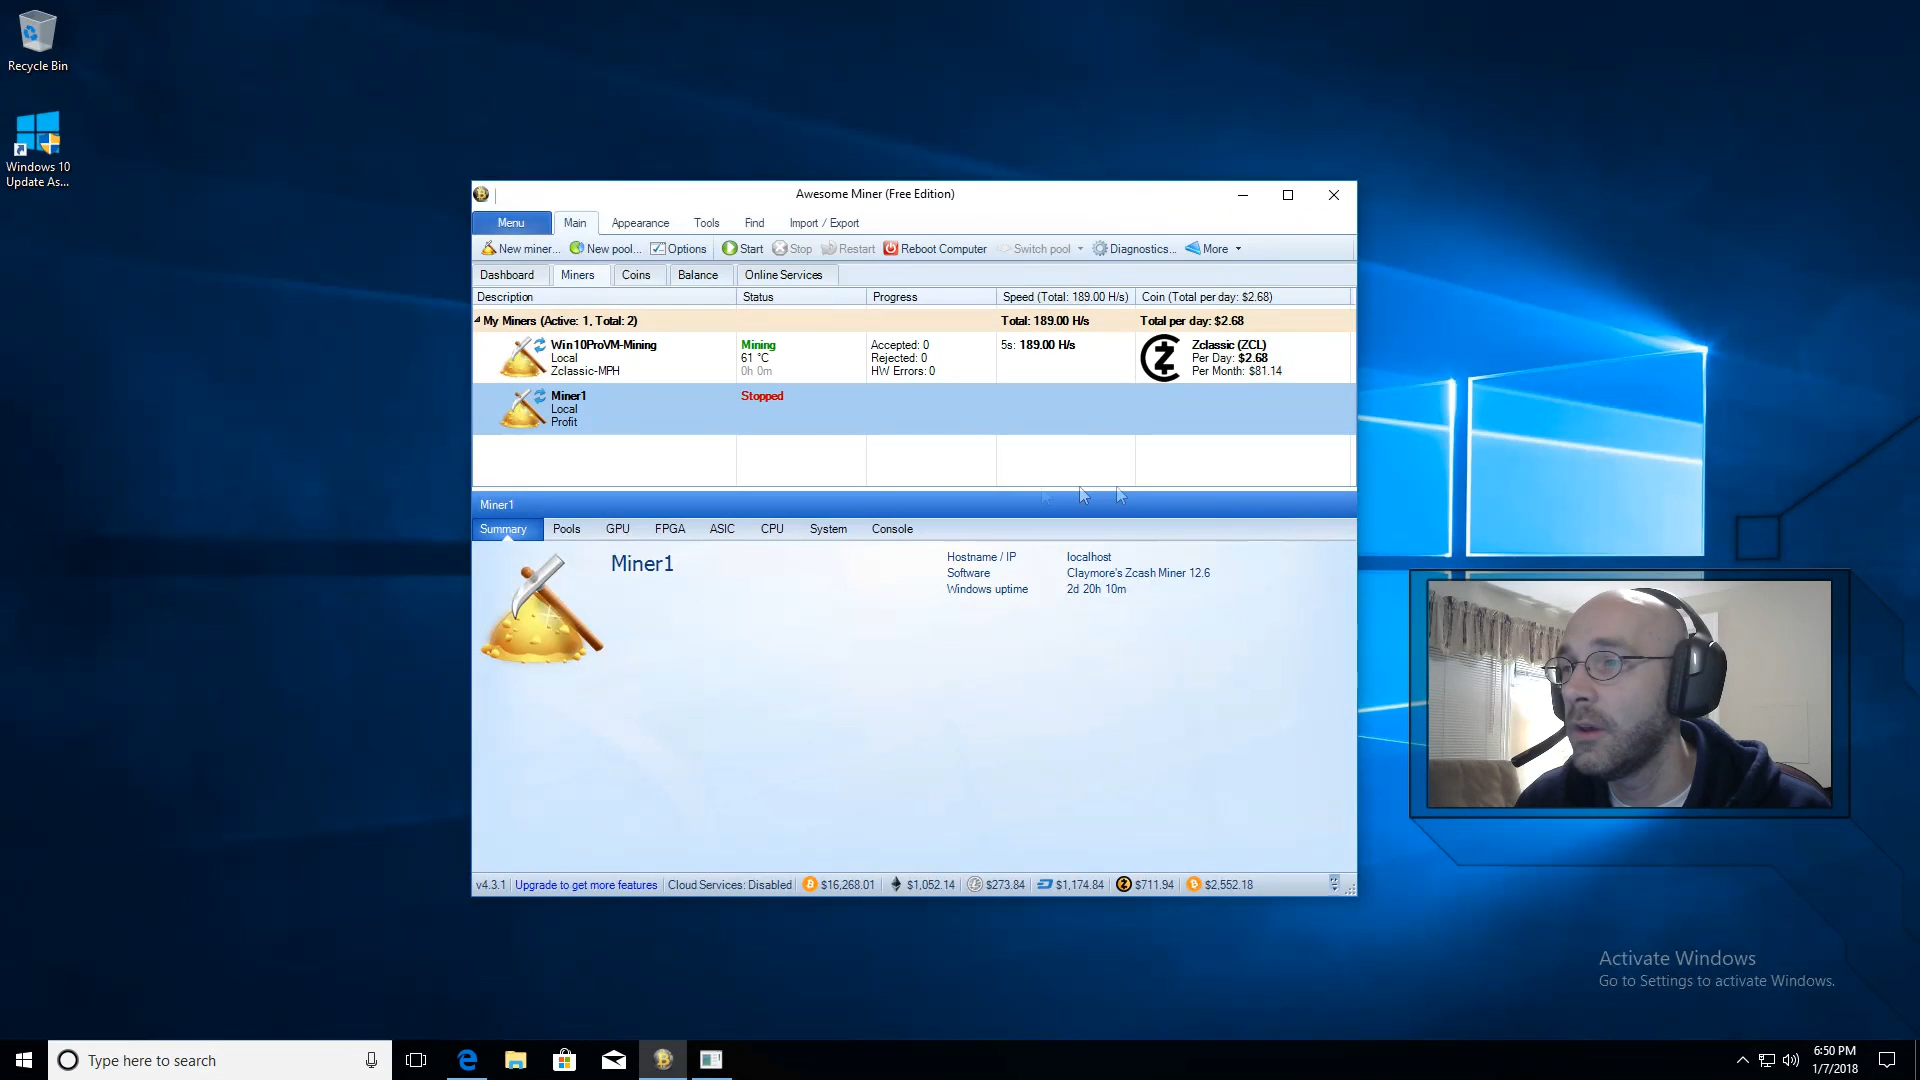 Recycle Bin
Windows 10
Update As...
Awesome Miner (Free Edition)
Menu Main Appearance Tools Find Import / Export
New miner... New pool... Options Start Stop Restart Reboot Computer Switch pool Diagnostics... More
Dashboard Miners Coins Balance Online Services
Description Status Progress Speed (Total: 189.00 H/s) Coin (Total per day: $2.68)
My Miners (Active: 1, Total: 2) Total: 189.00 H/s Total per day: $2.68
Win10ProVM-Mining Mining Accepted: 0 5s: 189.00 H/s Zclassic (ZCL)
Local 61 °C Rejected: 0 Per Day: $2.68
Zclassic-MPH 0h 0m HW Errors: 0 Per Month: $81.14
Miner1 Stopped
Local
Profit
Miner1
Summary Pools GPU FPGA ASIC CPU System Console
Miner1
Hostname / IP localhost
Software Claymore's Zcash Miner 12.6
Windows uptime 2d 20h 10m
v4.3.1 Upgrade to get more features Cloud Services: Disabled $16,268.01 $1,052.14 $273.84 $1,174.84 $711.94 $2,552.18
Activate Windows
Go to Settings to activate Windows.
Type here to search
6:50 PM
1/7/2018